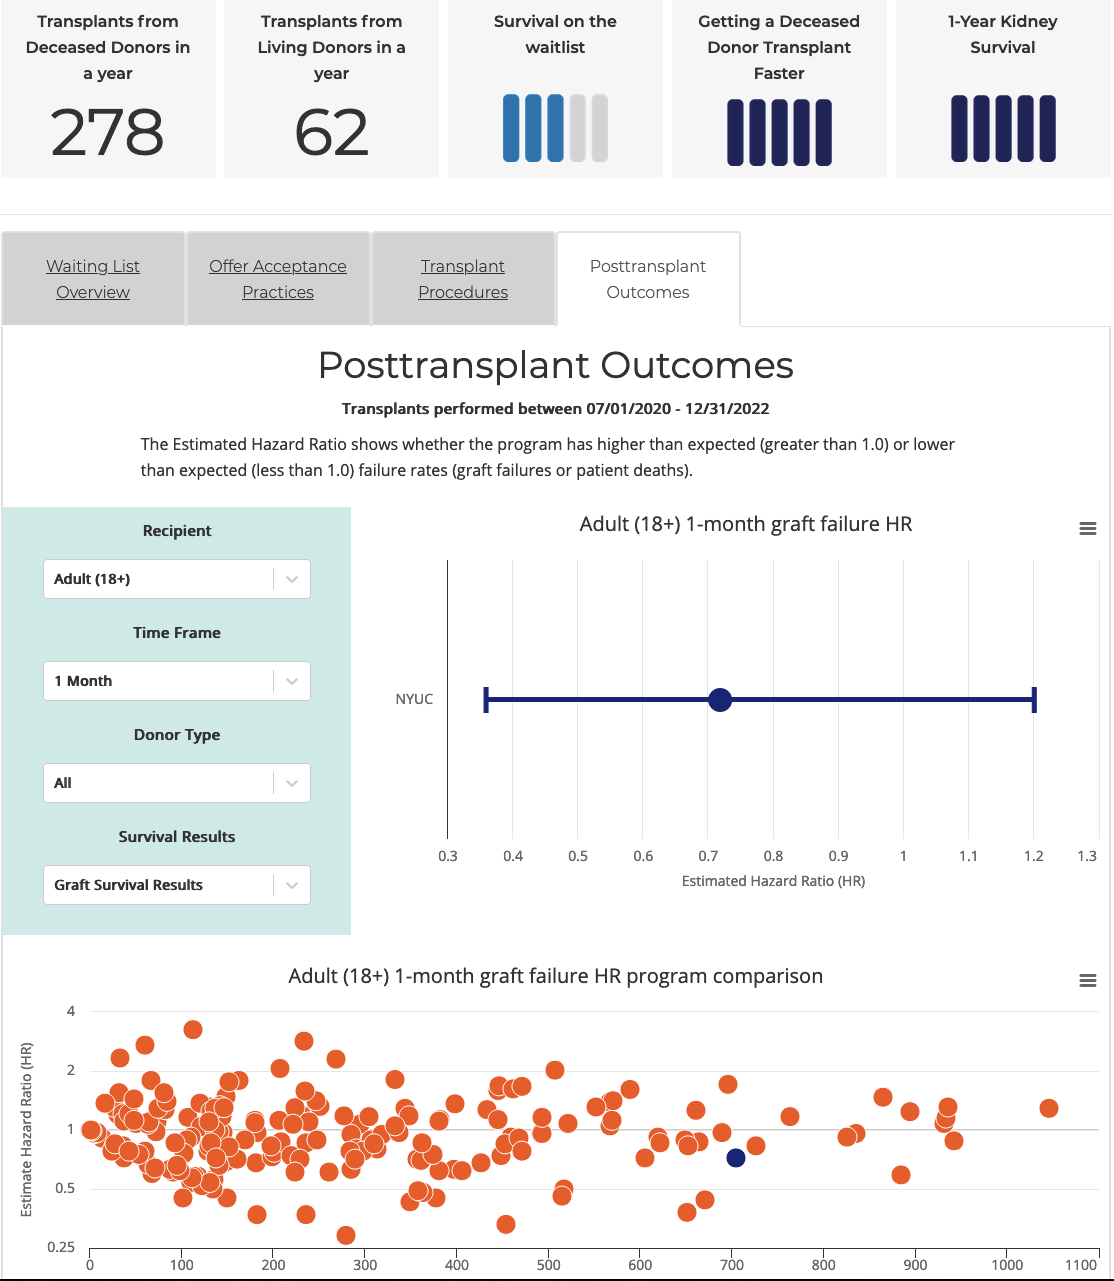 Transplants from
Deceased Donors in
a year
278
Transplants from
Living Donors in a
year
62
Survival on the
waitlist
Getting a Deceased
Donor Transplant
Faster
1-Year Kidney
Survival
Waiting List
Overview
Offer Acceptance
Practices
Transplant
Procedures
Posttransplant
Outcomes
Posttransplant Outcomes
Transplants performed between 07/01/2020 - 12/31/2022
The Estimated Hazard Ratio shows whether the program has higher than expected (greater than 1.0) or lower
than expected (less than 1.0) failure rates (graft failures or patient deaths).
Recipient
Adult (18+)
Time Frame
1 Month
Donor Type
All
Survival Results
Graft Survival Results
Adult (18+) 1-month graft failure HR
NYUC
0.3 0.4 0.5 0.6 0.7 0.8 0.9 1 1.1 1.2 1.3
Estimated Hazard Ratio (HR)
Adult (18+) 1-month graft failure HR program comparison
Estimate Hazard Ratio (HR)
4
2
1
0.5
0.25
0 100 200 300 400 500 600 700 800 900 1000 1100